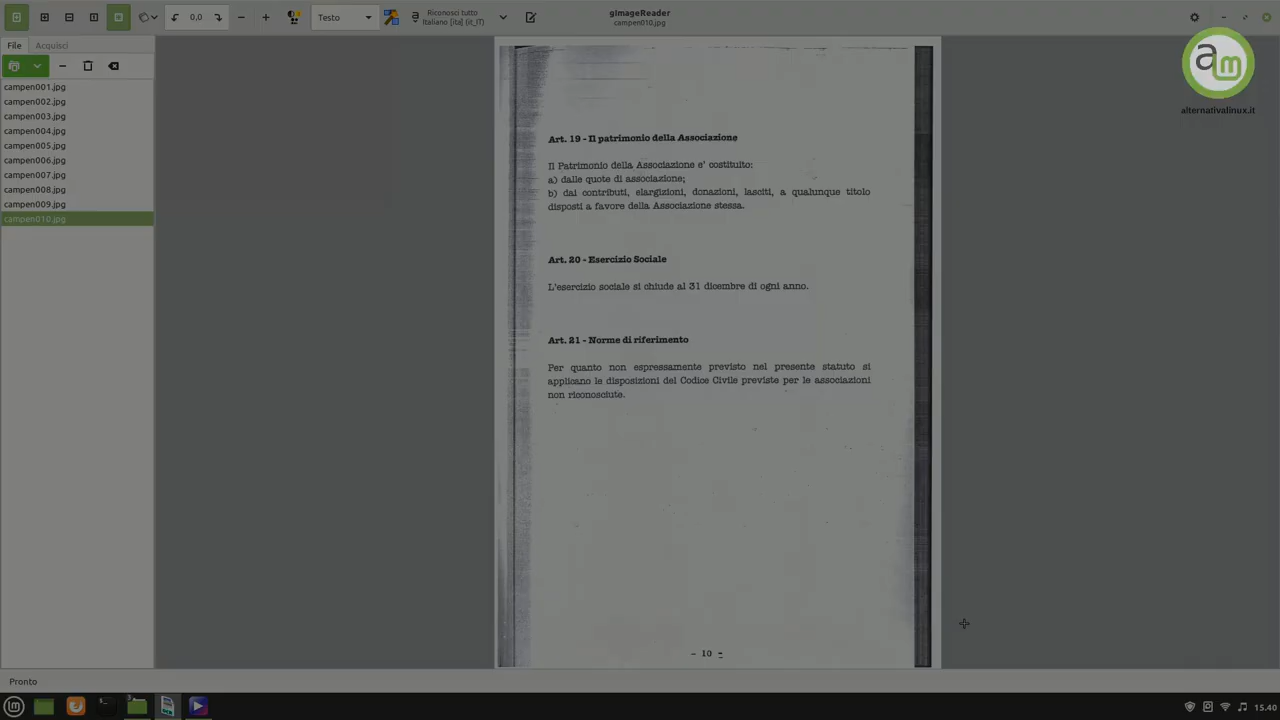 gImageReader
campen010.jpg
0,0
Testo
Riconosci tutto
Italiano [ita] (it_IT)
am
alternativalinux.it
File
Acquisci
campen001.jpg
campen002.jpg
campen003.jpg
campen004.jpg
campen005.jpg
campen006.jpg
campen007.jpg
campen008.jpg
campen009.jpg
campen010.jpg
Art. 19 - Il patrimonio della Associazione
Il Patrimonio della Associazione e' costituito:
a) dalle quote di associazione;
b) dai contributi, elargizioni, donazioni, lasciti, a qualunque titolo
disposti a favore della Associazione stessa.
Art. 20 - Esercizio Sociale
L'esercizio sociale si chiude al 31 dicembre di ogni anno.
Art. 21 - Norme di riferimento
Per quanto non espressamente previsto nel presente statuto si
applicano le disposizioni del Codice Civile previste per le associazioni
non riconosciute.
- 10 -
Pronto
15.40